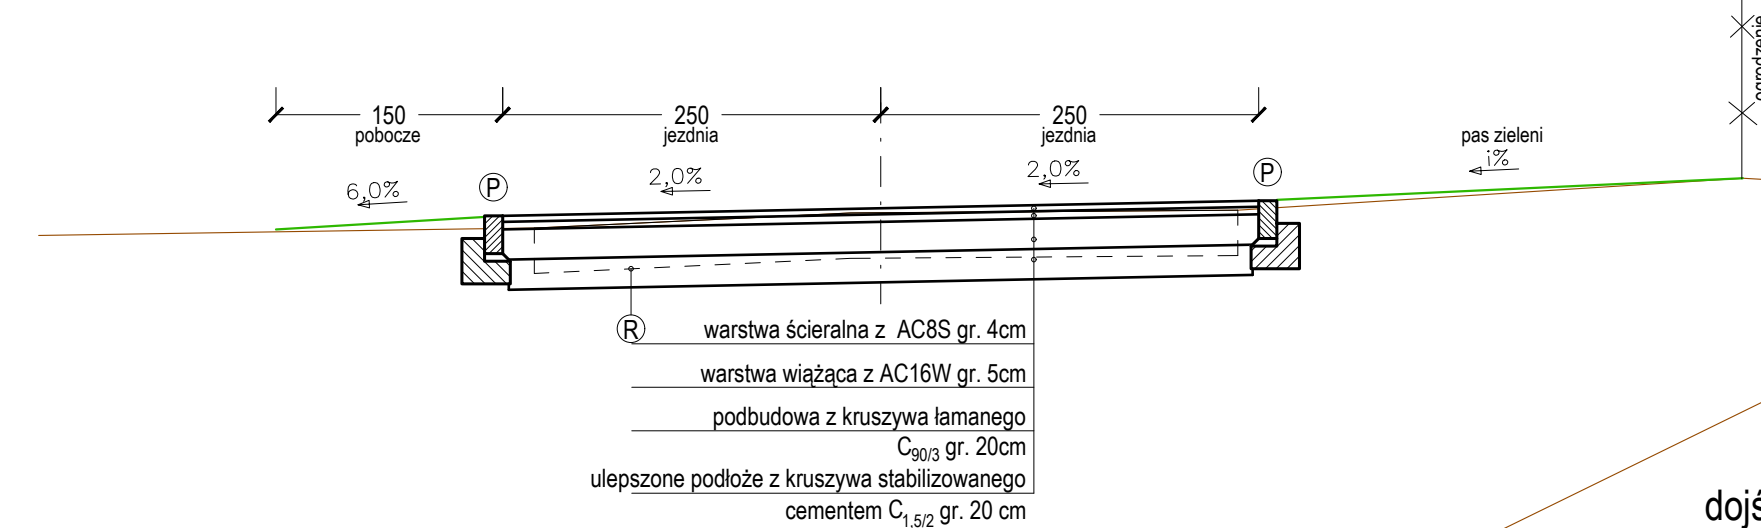 ogrodzenie
150
250
250
pobocze
jezdnia
jezdnia
pas zieleni
i%
6,0%
2,0%
2,0%
P
P
R
warstwa ścieralna z AC8S gr. 4cm
warstwa wiążąca z AC16W gr. 5cm
podbudowa z kruszywa łamanego
C90/3 gr. 20cm
ulepszone podłoże z kruszywa stabilizowanego
cementem C1,5/2 gr. 20 cm